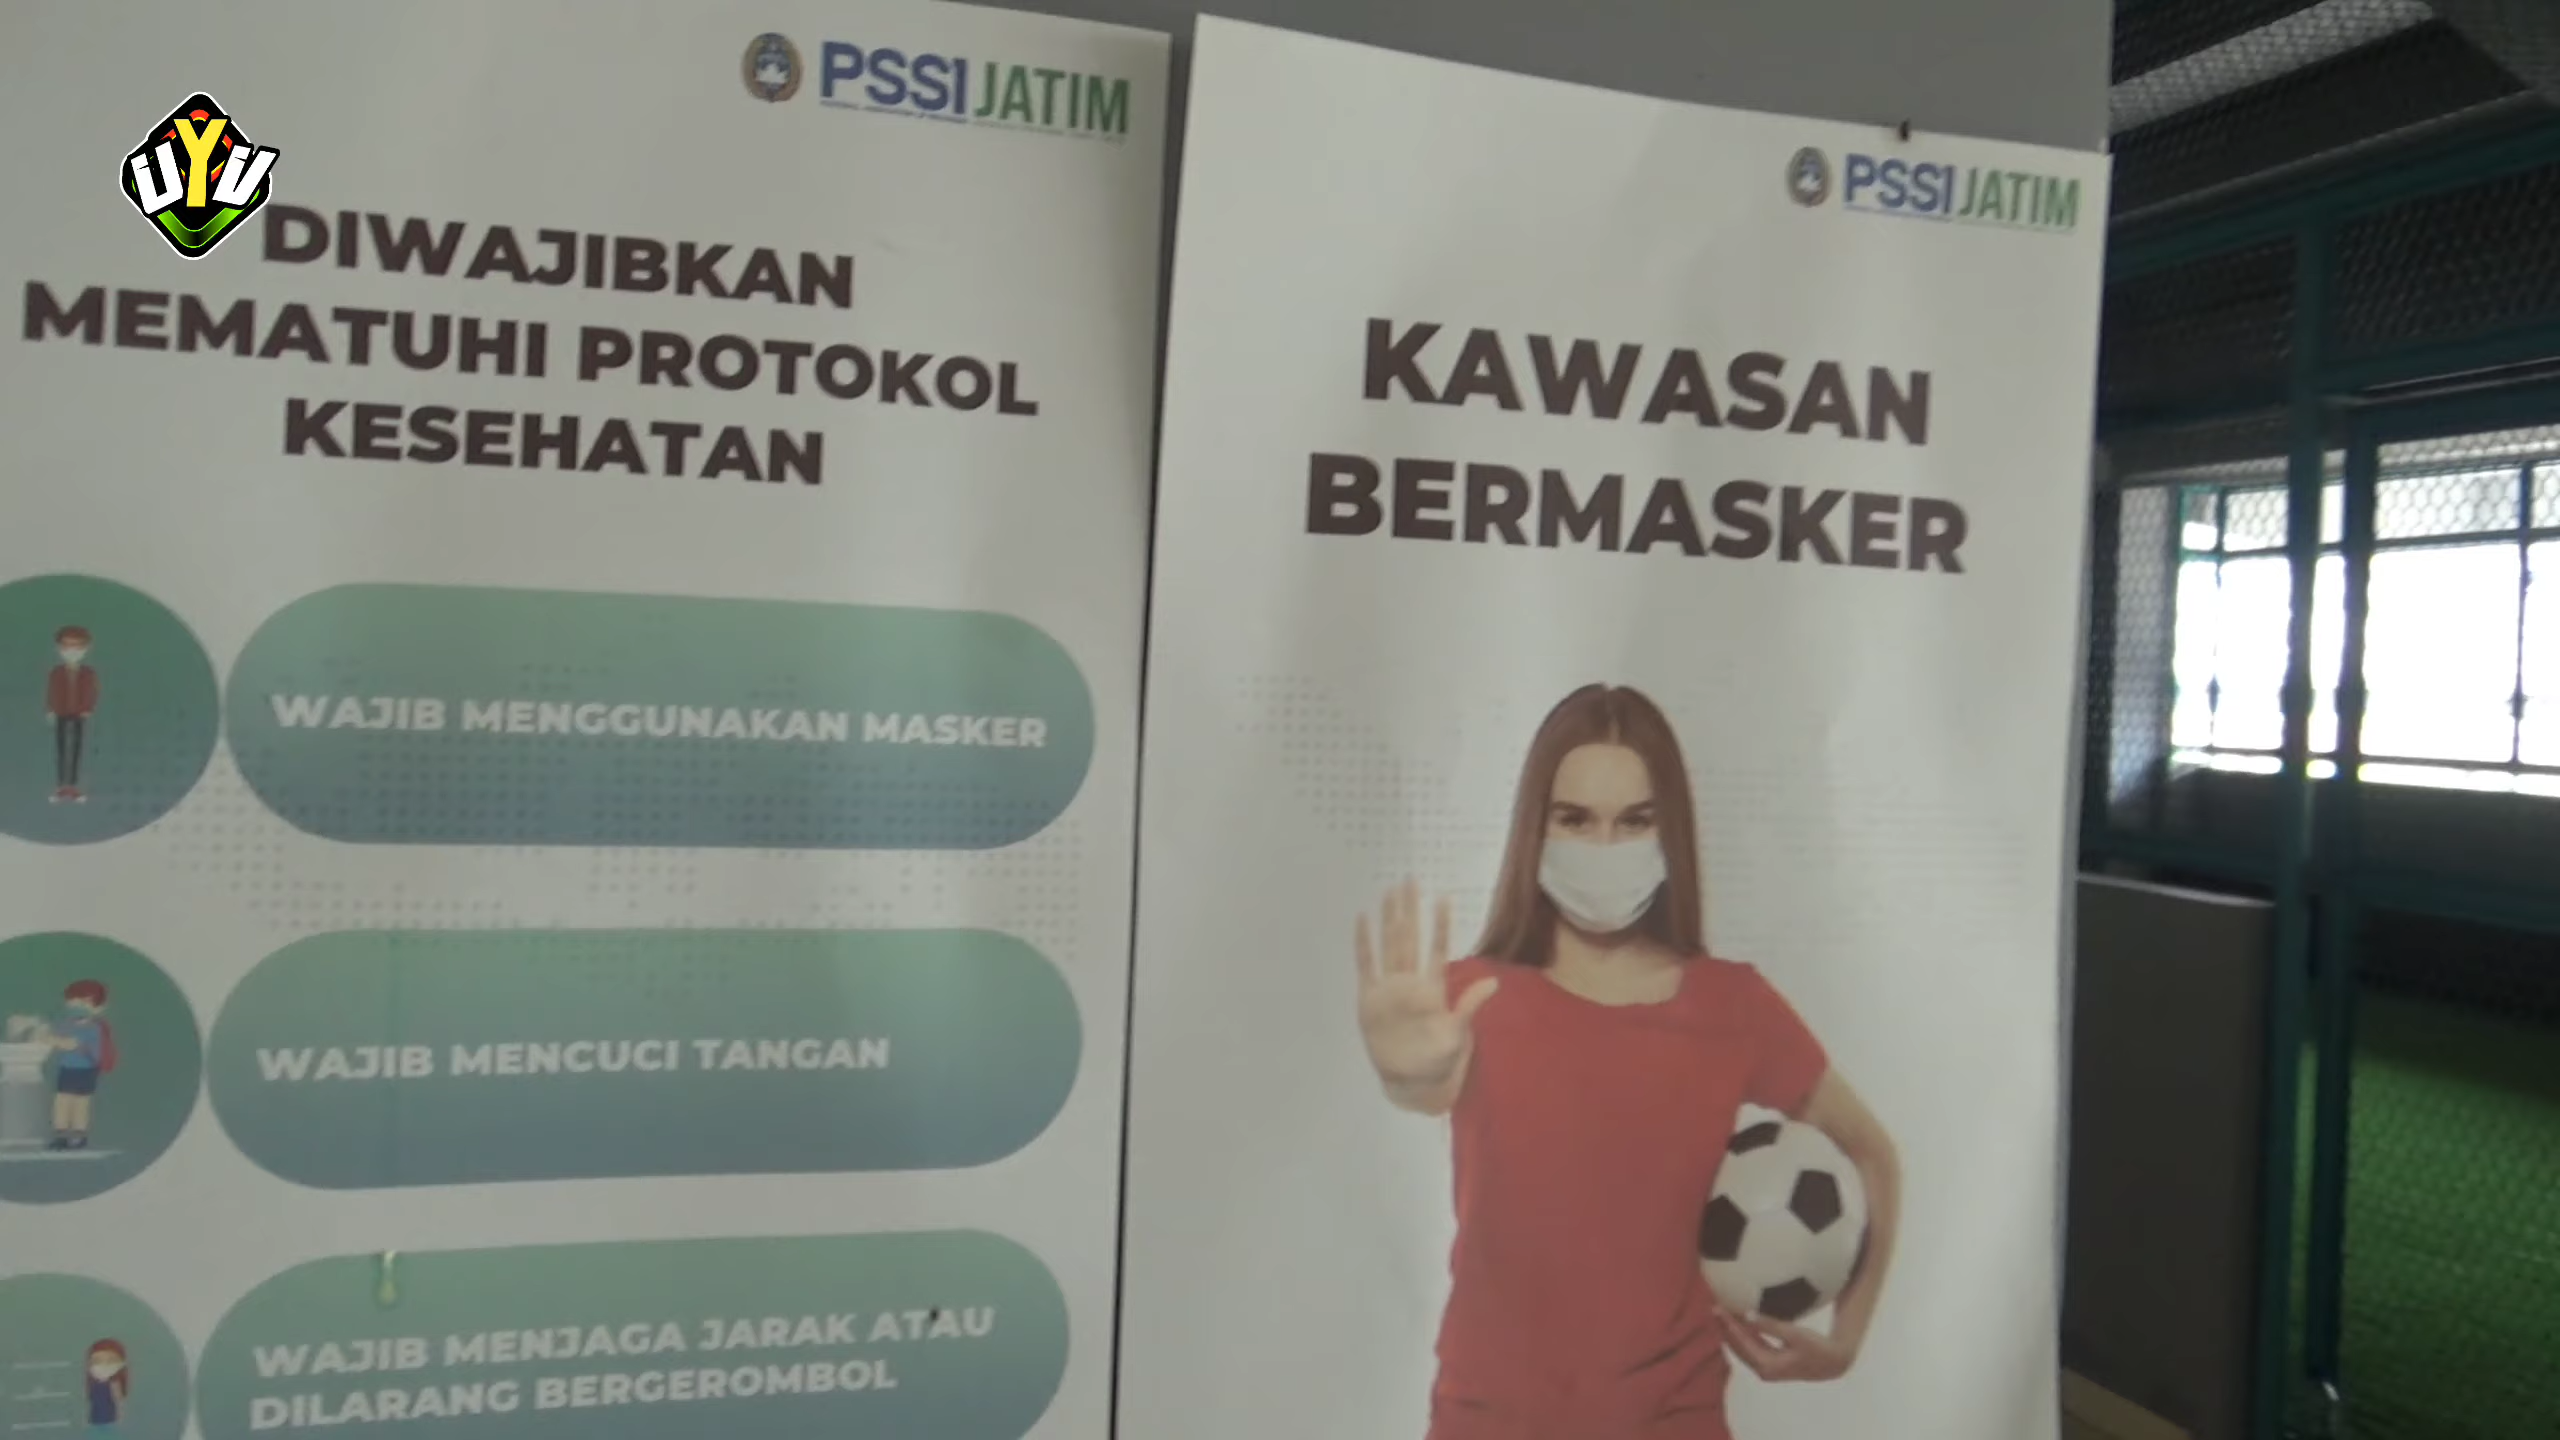 UYU
PSSI JATIM
DIWAJIBKAN
MEMATUHI PROTOKOL
KESEHATAN
WAJIB MENGGUNAKAN MASKER
WAJIB MENCUCI TANGAN
WAJIB MENJAGA JARAK ATAU
DILARANG BERGEROMBOL
PSSI JATIM
KAWASAN
BERMASKER